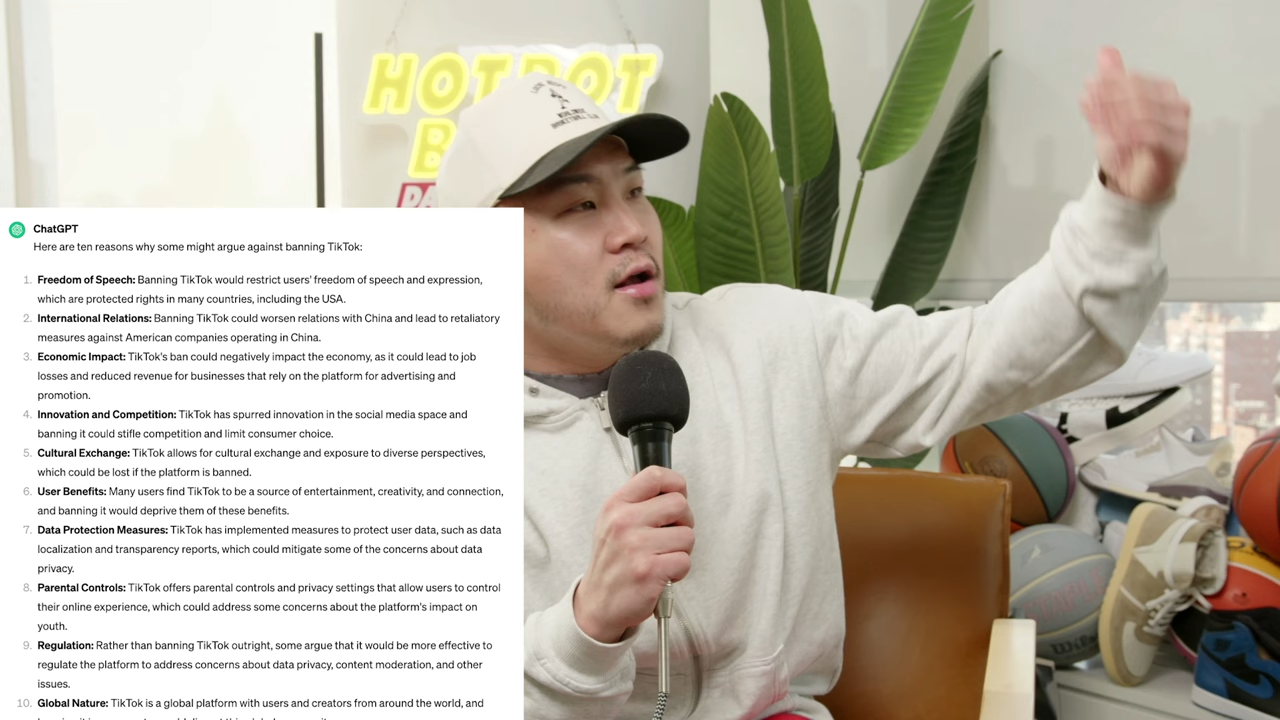 HOT POT
B
PA
WORLDWIDE
BASKETBALL CLUB
ChatGPT
Here are ten reasons why some might argue against banning TikTok:
1. Freedom of Speech: Banning TikTok would restrict users' freedom of speech and expression,
which are protected rights in many countries, including the USA.
2. International Relations: Banning TikTok could worsen relations with China and lead to retaliatory
measures against American companies operating in China.
3. Economic Impact: TikTok's ban could negatively impact the economy, as it could lead to job
losses and reduced revenue for businesses that rely on the platform for advertising and
promotion.
4. Innovation and Competition: TikTok has spurred innovation in the social media space and
banning it could stifle competition and limit consumer choice.
5. Cultural Exchange: TikTok allows for cultural exchange and exposure to diverse perspectives,
which could be lost if the platform is banned.
6. User Benefits: Many users find TikTok to be a source of entertainment, creativity, and connection,
and banning it would deprive them of these benefits.
7. Data Protection Measures: TikTok has implemented measures to protect user data, such as data
localization and transparency reports, which could mitigate some of the concerns about data
privacy.
8. Parental Controls: TikTok offers parental controls and privacy settings that allow users to control
their online experience, which could address some concerns about the platform's impact on
youth.
9. Regulation: Rather than banning TikTok outright, some argue that it would be more effective to
regulate the platform to address concerns about data privacy, content moderation, and other
issues.
10. Global Nature: TikTok is a global platform with users and creators from around the world, and
Wilson